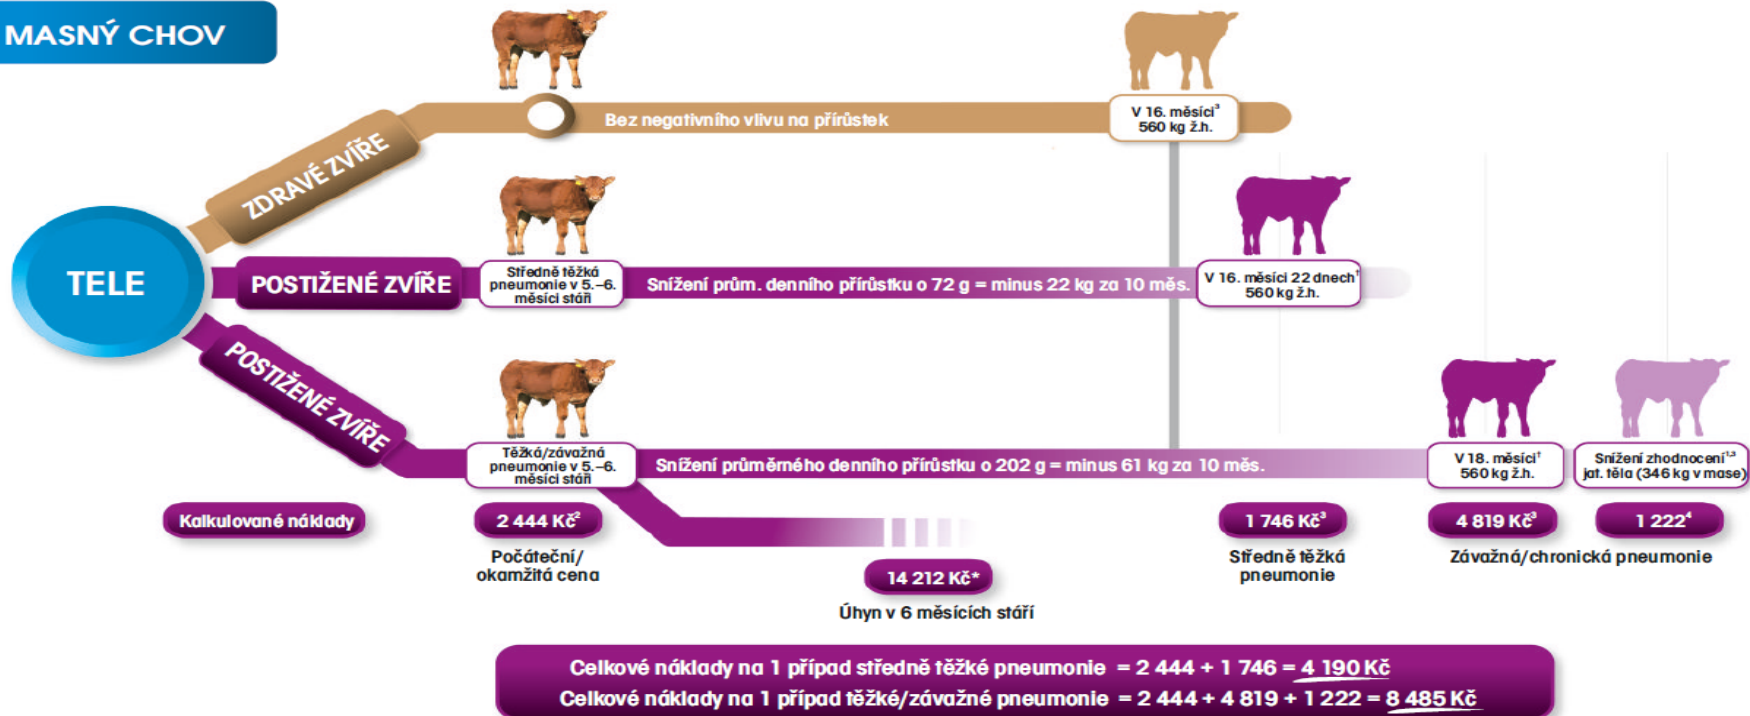 MASNÝ CHOV
ZDRAVÉ ZVÍŘE
Bez negativního vlivu na přírůstek
V 16. měsíci³
560 kg ž.h.
TELE
POSTIŽENÉ ZVÍŘE
Středně těžká
pneumonie v 5.–6.
měsíci stáří
Snížení prům. denního přírůstku o 72 g = minus 22 kg za 10 měs.
V 16. měsíci 22 dnech†
560 kg ž.h.
POSTIŽENÉ ZVÍŘE
Těžká/závažná
pneumonie v 5.–6.
měsíci stáří
Snížení průměrného denního přírůstku o 202 g = minus 61 kg za 10 měs.
V 18. měsíci†
560 kg ž.h.
Snížení zhodnocení¹,³
jat. těla (346 kg v mase)
Kalkulované náklady
2 444 Kč²
Počáteční/
okamžitá cena
14 212 Kč*
Úhyn v 6 měsících stáří
1 746 Kč³
Středně těžká
pneumonie
4 819 Kč³
1 222⁴
Závažná/chronická pneumonie
Celkové náklady na 1 případ středně těžké pneumonie = 2 444 + 1 746 = 4 190 Kč
Celkové náklady na 1 případ těžké/závažné pneumonie = 2 444 + 4 819 + 1 222 = 8 485 Kč